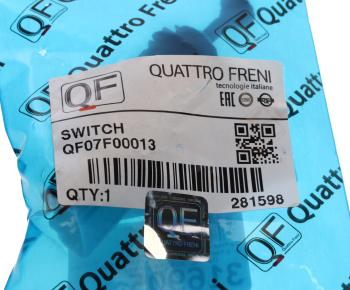 QF
QUATTRO FRENI
tecnologie italiane
EAC
SWITCH
QF07F00013
QTY:1
281598
QF
QUATTRO FRENI
QF
Quattro Freni
QF
Quattro Freni